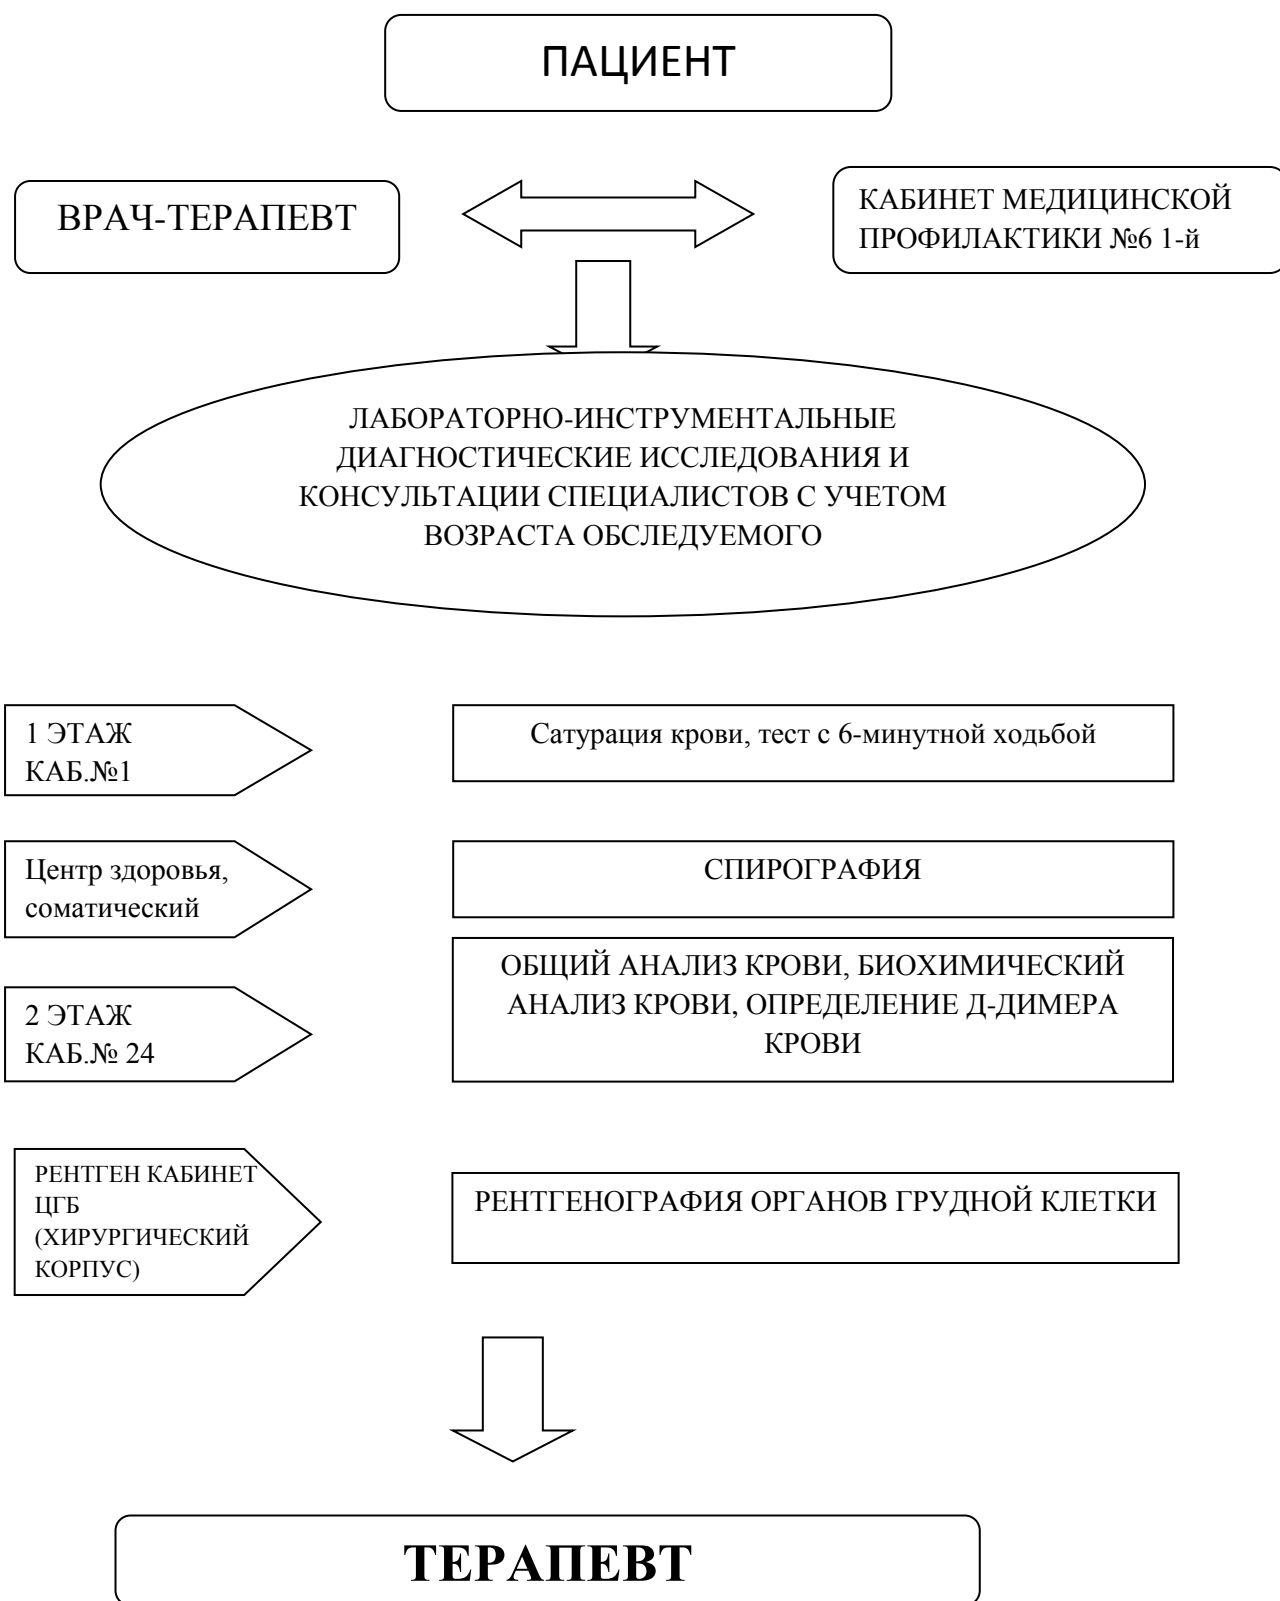 ПАЦИЕНТ
ВРАЧ-ТЕРАПЕВТ
КАБИНЕТ МЕДИЦИНСКОЙ
ПРОФИЛАКТИКИ №6 1-й
ЛАБОРАТОРНО-ИНСТРУМЕНТАЛЬНЫЕ
ДИАГНОСТИЧЕСКИЕ ИССЛЕДОВАНИЯ И
КОНСУЛЬТАЦИИ СПЕЦИАЛИСТОВ С УЧЕТОМ
ВОЗРАСТА ОБСЛЕДУЕМОГО
1 ЭТАЖ
КАБ.№1
Сатурация крови, тест с 6-минутной ходьбой
Центр здоровья,
соматический
СПИРОГРАФИЯ
2 ЭТАЖ
КАБ.№ 24
ОБЩИЙ АНАЛИЗ КРОВИ, БИОХИМИЧЕСКИЙ
АНАЛИЗ КРОВИ, ОПРЕДЕЛЕНИЕ Д-ДИМЕРА
КРОВИ
РЕНТГЕН КАБИНЕТ
ЦГБ
(ХИРУРГИЧЕСКИЙ
КОРПУС)
РЕНТГЕНОГРАФИЯ ОРГАНОВ ГРУДНОЙ КЛЕТКИ
ТЕРАПЕВТ